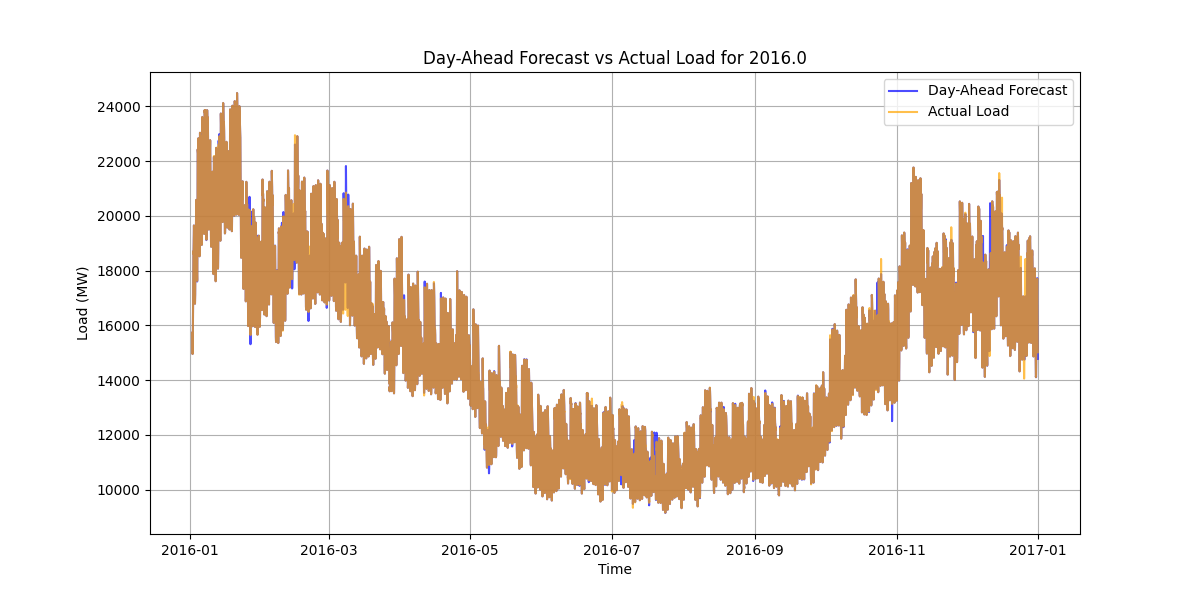 Day-Ahead Forecast vs Actual Load for 2016.0
Day-Ahead Forecast
Actual Load
Load (MW)
24000
22000
20000
18000
16000
14000
12000
10000
2016-01 2016-03 2016-05 2016-07 2016-09 2016-11 2017-01
Time